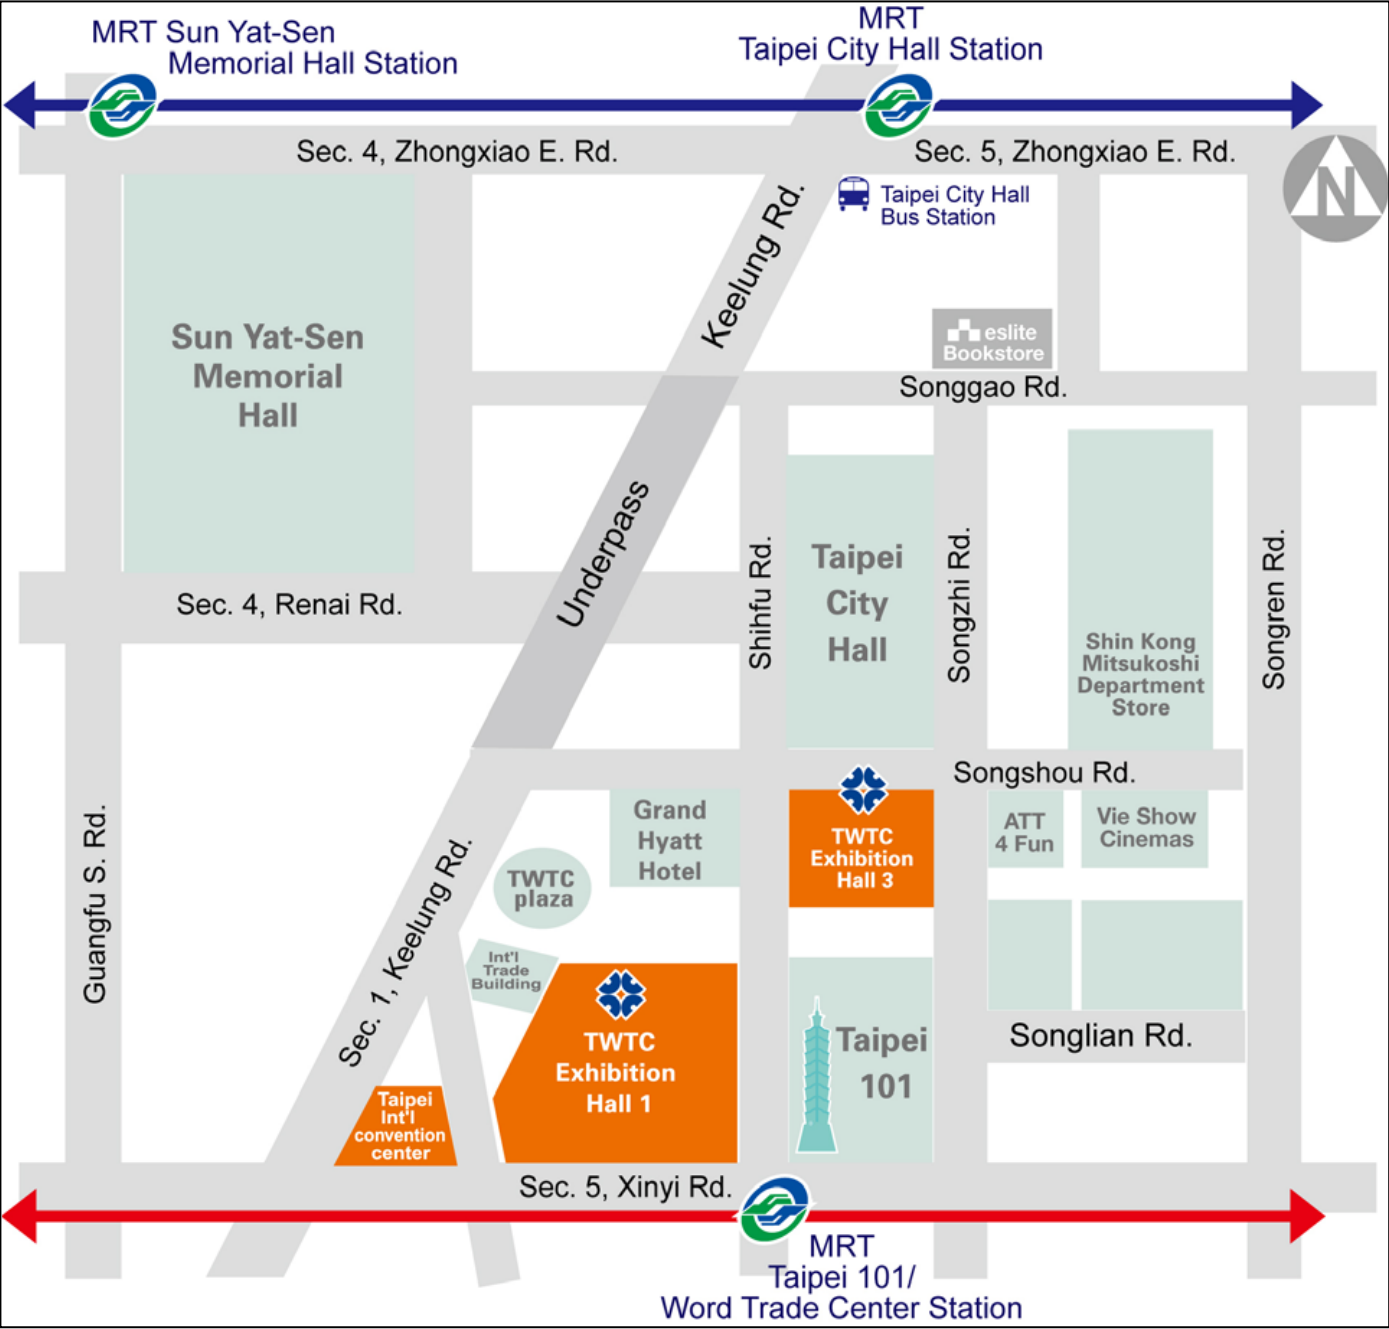 MRT Sun Yat-Sen
Memorial Hall Station
MRT
Taipei City Hall Station
Sec. 4, Zhongxiao E. Rd.
Sec. 5, Zhongxiao E. Rd.
N
Taipei City Hall
Bus Station
Keelung Rd.
eslite
Bookstore
Sun Yat-Sen
Memorial
Hall
Songgao Rd.
Underpass
Sec. 4, Renai Rd.
Shihfu Rd.
Taipei
City
Hall
Songzhi Rd.
Shin Kong
Mitsukoshi
Department
Store
Songren Rd.
Songshou Rd.
Guangfu S. Rd.
Sec. 1, Keelung Rd.
Grand
Hyatt
Hotel
TWTC
plaza
TWTC
Exhibition
Hall 3
ATT
4 Fun
Vie Show
Cinemas
Int'l
Trade
Building
TWTC
Exhibition
Hall 1
Taipei
101
Songlian Rd.
Taipei
Int'l
convention
center
Sec. 5, Xinyi Rd.
MRT
Taipei 101/
Word Trade Center Station